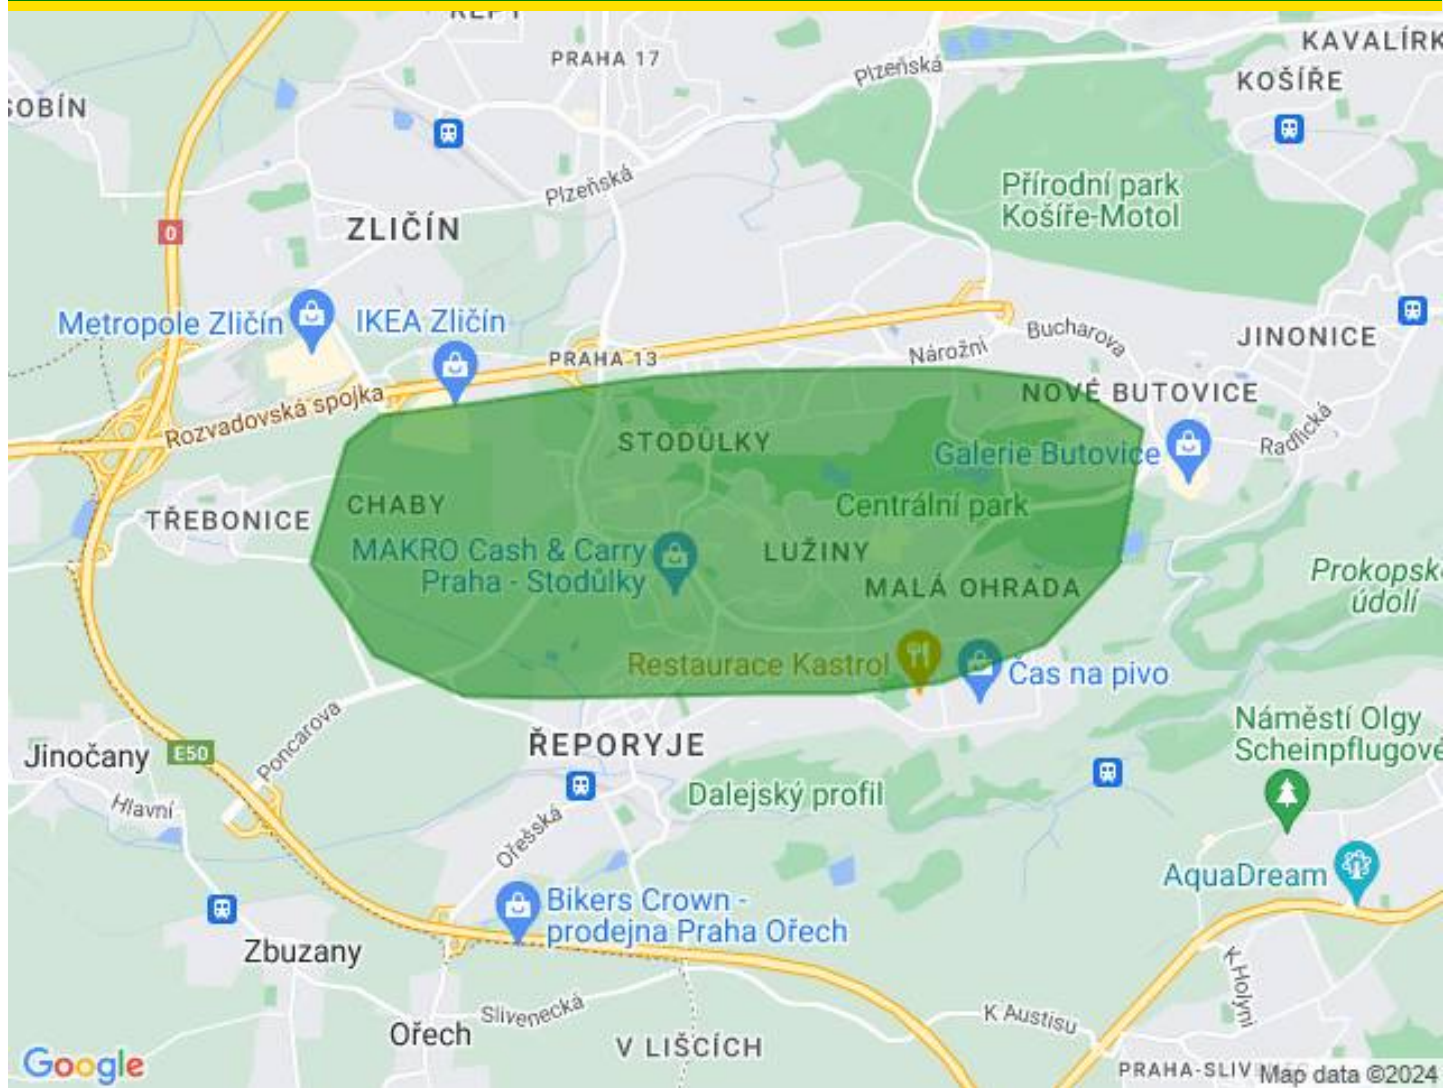 PRAHA 17
KAVALÍRK
KOŠÍŘE
Plzeňská
SOBÍN
Plzeňská
Přírodní park
Košíře-Motol
ZLIČÍN
0
Metropole Zličín
IKEA Zličín
PRAHA 13
Nárožní
Bucharova
JINONICE
Rozvadovská spojka
NOVÉ BUTOVICE
Radlická
STODŮLKY
Galerie Butovice
CHABY
Centrální park
TŘEBONICE
MAKRO Cash & Carry
Praha - Stodůlky
LUŽINY
MALÁ OHRADA
Prokopsk
údolí
Restaurace Kastrol
Čas na pivo
Náměstí Olgy
Scheinpflugové
ŘEPORYJE
Poncarova
Jinočany
E50
Hlavní
Dalejský profil
Ořešská
AquaDream
Bikers Crown -
prodejna Praha Ořech
Zbuzany
K Holyni
Slivenecká
K Austisu
Ořech
V LIŠCÍCH
Google
PRAHA-SLIV
Map data ©2024